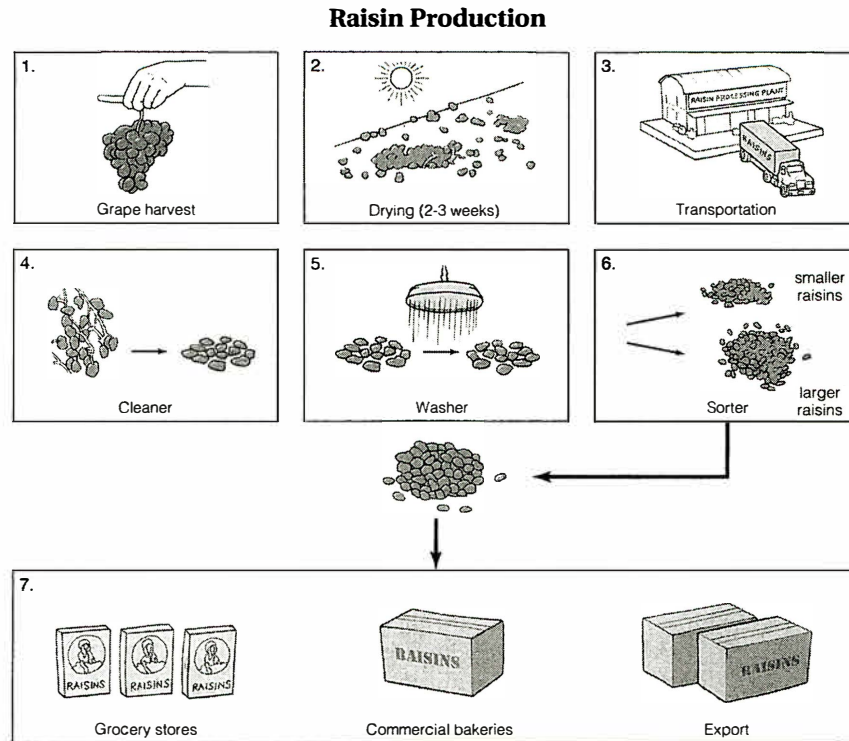 Raisin Production
1.
Grape harvest
2.
Drying (2-3 weeks)
3.
RAISIN PROCESSING PLANT
RAISINS
Transportation
4.
Cleaner
5.
Washer
6.
smaller
raisins
larger
raisins
Sorter
7.
RAISINS
RAISINS
RAISINS
Grocery stores
RAISINS
Commercial bakeries
RAISINS
Export